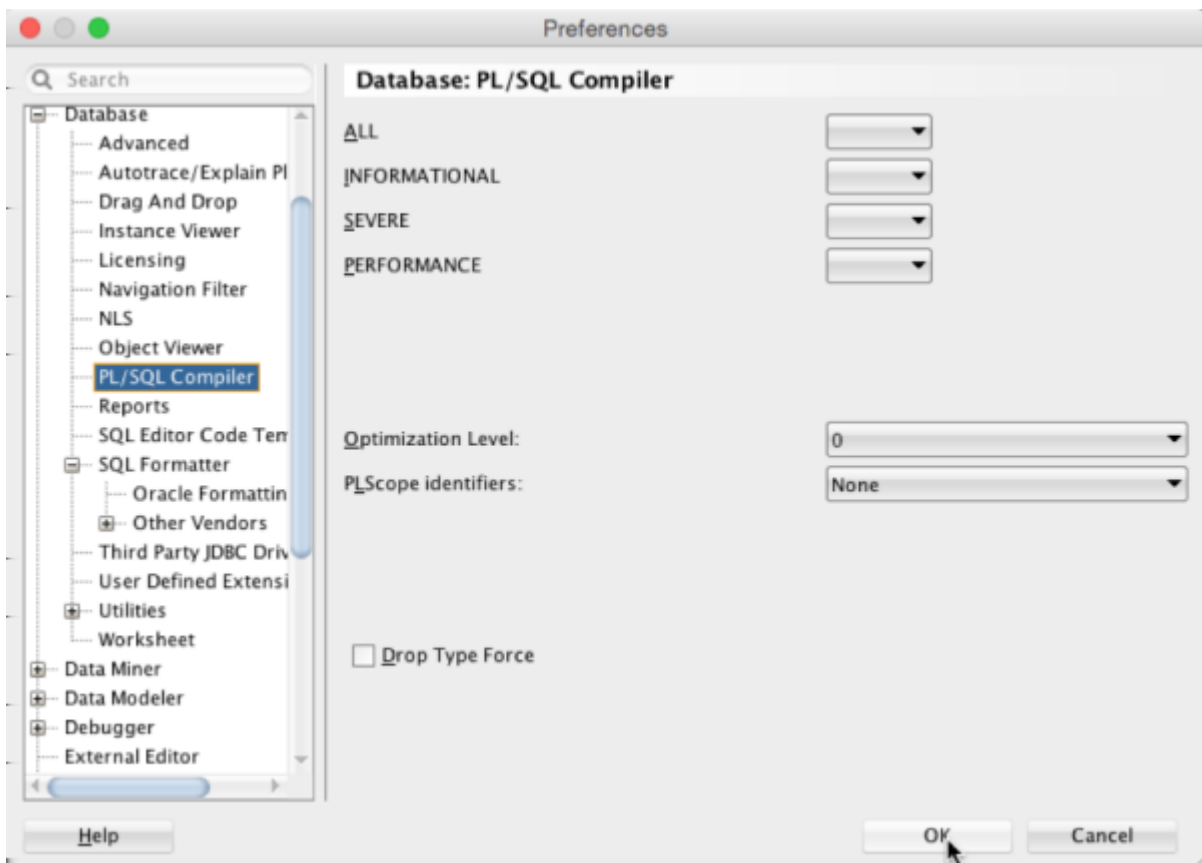 Preferences
Search
Database
Advanced
Autotrace/Explain Pl
Drag And Drop
Instance Viewer
Licensing
Navigation Filter
NLS
Object Viewer
PL/SQL Compiler
Reports
SQL Editor Code Tem
SQL Formatter
Oracle Formattin
Other Vendors
Third Party JDBC Driv
User Defined Extensi
Utilities
Worksheet
Data Miner
Data Modeler
Debugger
External Editor
Database: PL/SQL Compiler
ALL
INFORMATIONAL
SEVERE
PERFORMANCE
Optimization Level: 0
PLScope identifiers: None
Drop Type Force
Help OK Cancel